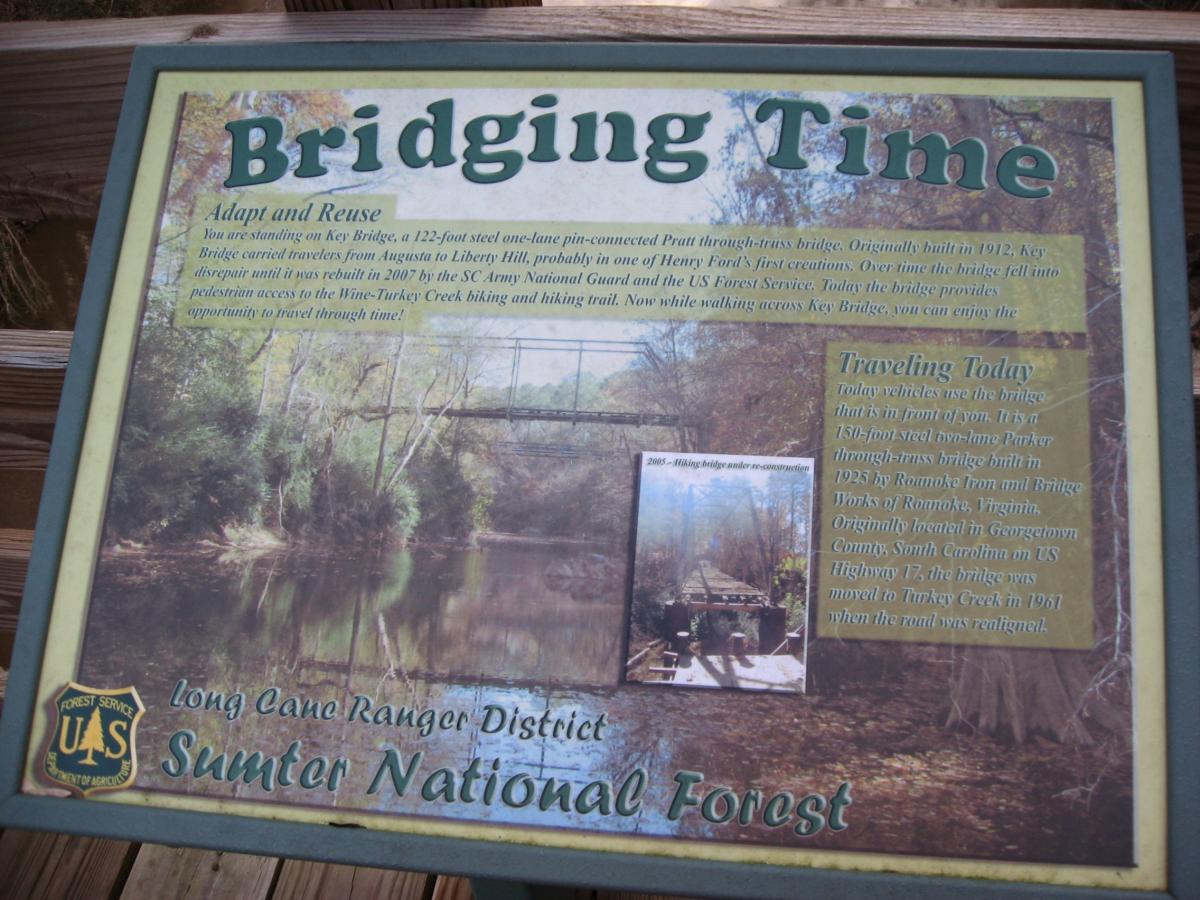 Bridging Time
Adapt and Reuse
You are standing on Key Bridge, a 122-foot steel one-lane pin-connected Pratt through-truss bridge. Originally built in 1912, Key
Bridge carried travelers from Augusta to Liberty Hill, probably in one of Henry Ford's first creations. Over time the bridge fell into
disrepair until it was rebuilt in 2007 by the SC Army National Guard and the US Forest Service. Today the bridge provides
pedestrian access to the Wine-Turkey Creek biking and hiking trail. Now while walking across Key Bridge, you can enjoy the
opportunity to travel through time!
Traveling Today
Today vehicles use the bridge
that is in front of you. It is a
150-foot steel two-lane Parker
through-truss bridge built in
1925 by Roanoke Iron and Bridge
Works of Roanoke, Virginia.
Originally located in Georgetown
County, South Carolina on US
Highway 17, the bridge was
moved to Turkey Creek in 1961
when the road was realigned.
2005 - Hiking bridge under re-construction
Long Cane Ranger District
Sumter National Forest
FOREST SERVICE
U S
DEPARTMENT OF AGRICULTURE